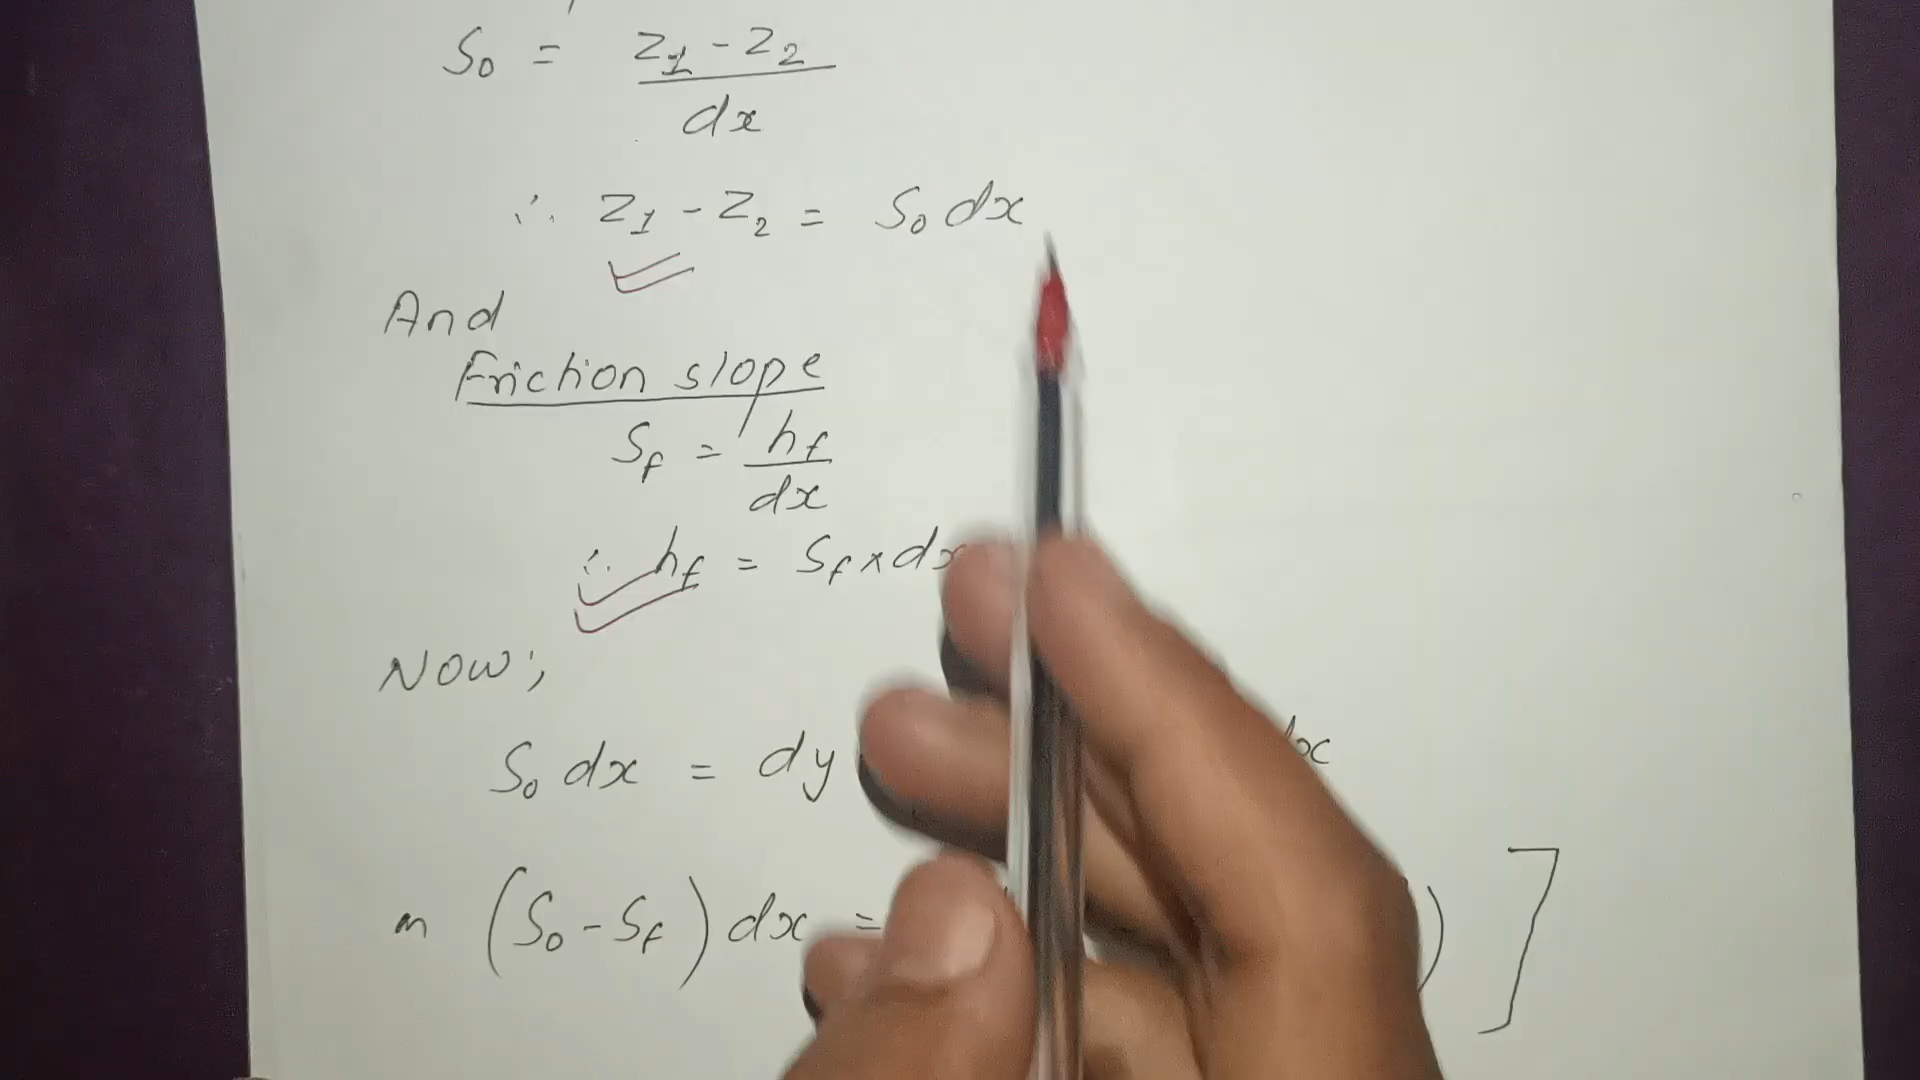 S₀ = (z₁ - z₂) / dx
∴ z₁ - z₂ = S₀ dx
And
Friction slope
S_f = h_f / dx
∴ h_f = S_f × dx
Now;
S₀ dx = dy dx
(S₀ - S_f) dx = ) ]